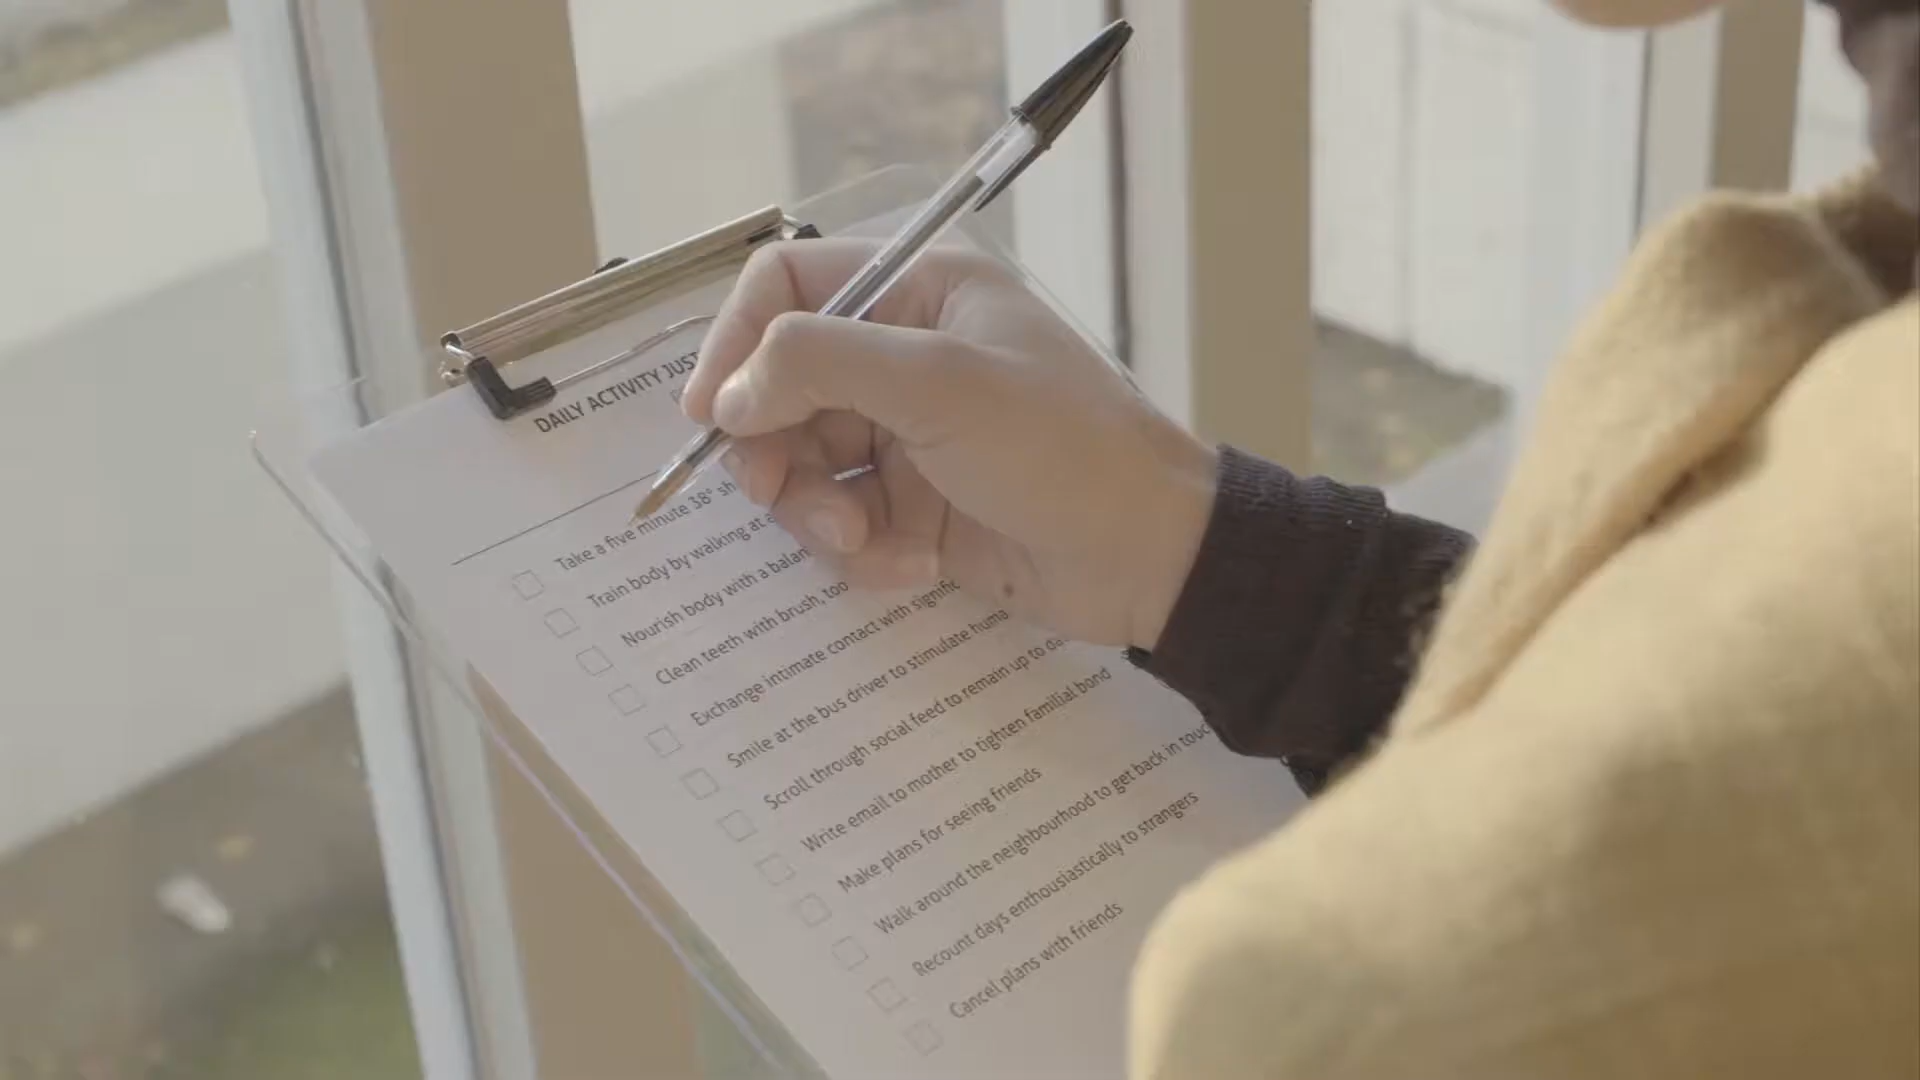 DAILY ACTIVITY JUST
Take a five minute 38° sh
Train body by walking at a
Nourish body with a balan
Clean teeth with brush, too
Exchange intimate contact with signific
Smile at the bus driver to stimulate huma
Scroll through social feed to remain up to da
Write email to mother to tighten familial bond
Make plans for seeing friends
Walk around the neighbourhood to get back in touc
Recount days enthusiastically to strangers
Cancel plans with friends